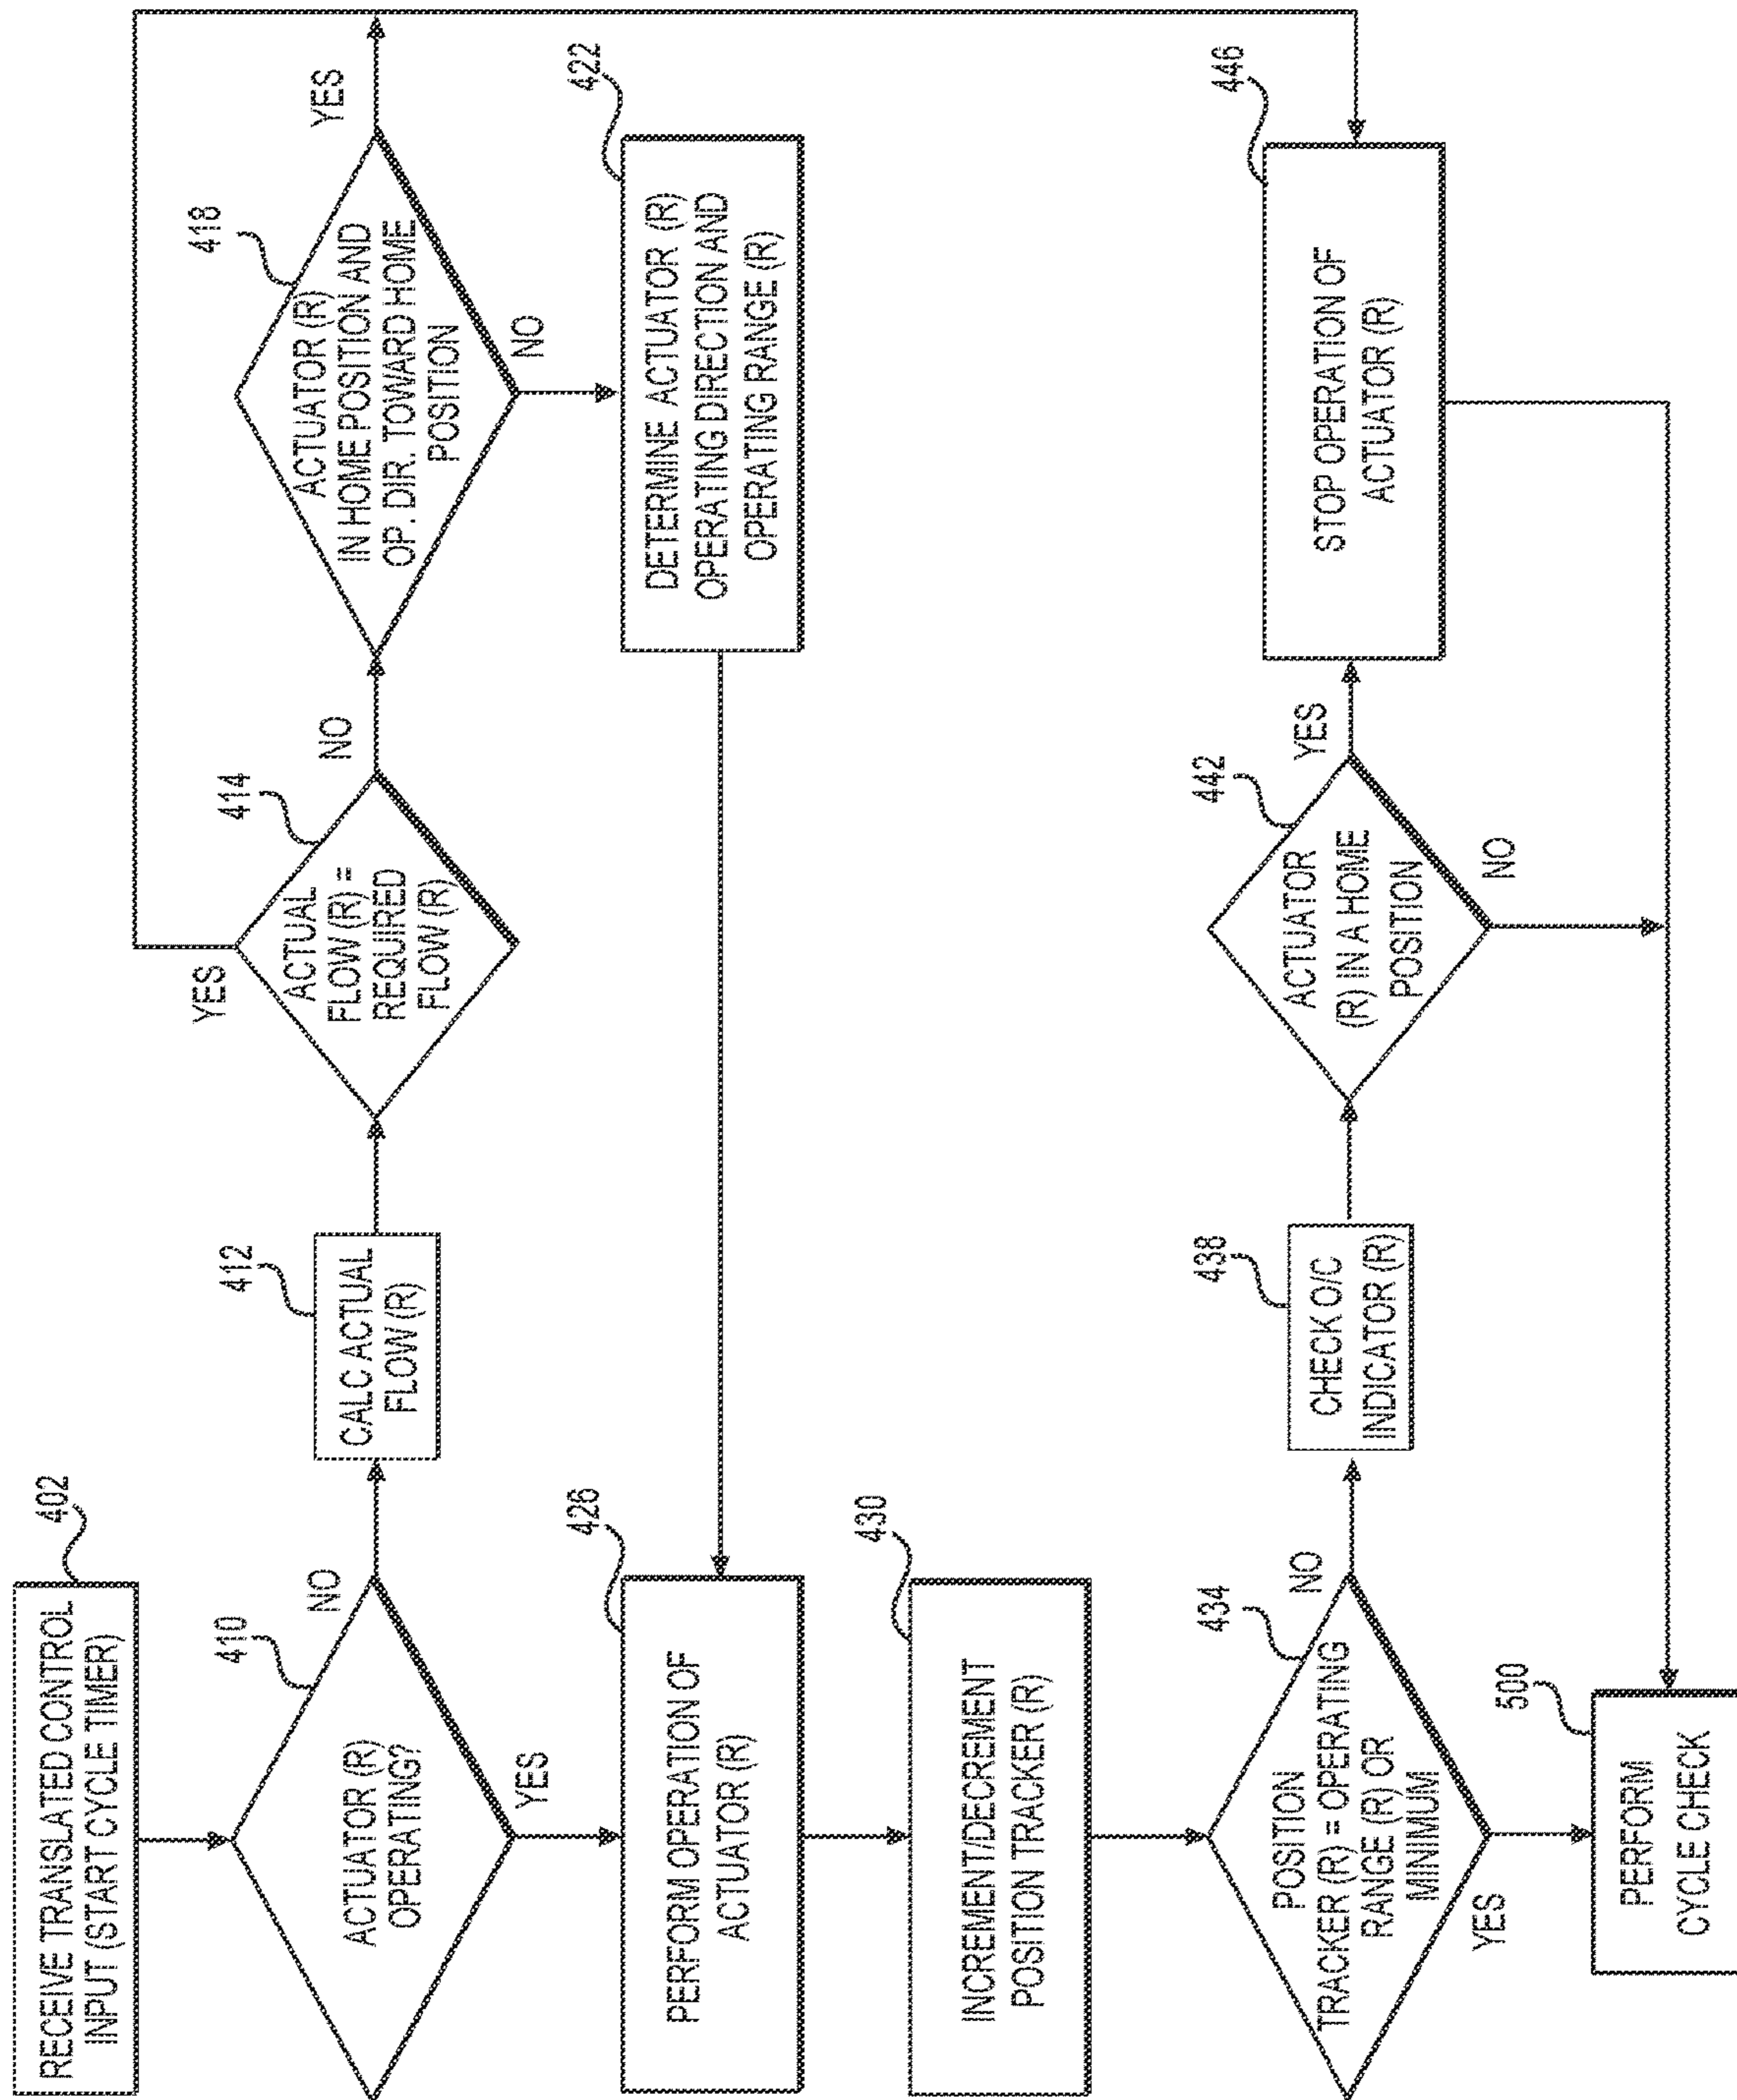 RECEIVE TRANSLATED CONTROL
INPUT (START CYCLE TIMER)
402
ACTUATOR (R)
OPERATING?
410
NO
YES
CALC ACTUAL
FLOW (R)
412
ACTUAL
FLOW (R) =
REQUIRED
FLOW (R)
414
YES
NO
ACTUATOR (R)
IN HOME POSITION AND
OP. DIR. TOWARD HOME
POSITION
418
YES
NO
DETERMINE ACTUATOR (R)
OPERATING DIRECTION AND
OPERATING RANGE (R)
422
PERFORM OPERATION OF
ACTUATOR (R)
426
INCREMENT/DECREMENT
POSITION TRACKER (R)
430
POSITION
TRACKER (R) = OPERATING
RANGE (R) OR
MINIMUM
434
NO
YES
CHECK O/C
INDICATOR (R)
438
ACTUATOR
(R) IN A HOME
POSITION
442
YES
NO
STOP OPERATION OF
ACTUATOR (R)
446
PERFORM
CYCLE CHECK
500